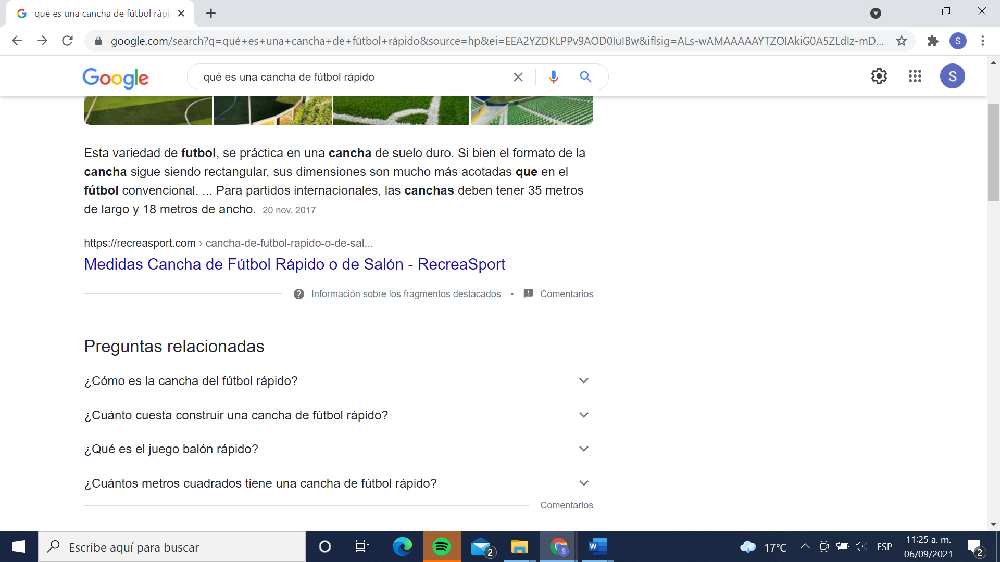 qué es una cancha de fútbol rápi
google.com/search?q=qué+es+una+cancha+de+fútbol+rápido&source=hp&ei=EEA2YZDKLPPv9AOD0IuIBw&iflsig=ALs-wAMAAAAAYTZOIAkiG0A5ZLdIz-mD...
S
Google
qué es una cancha de fútbol rápido
S
Esta variedad de futbol, se práctica en una cancha de suelo duro. Si bien el formato de la
cancha sigue siendo rectangular, sus dimensiones son mucho más acotadas que en el
fútbol convencional. ... Para partidos internacionales, las canchas deben tener 35 metros
de largo y 18 metros de ancho. 20 nov. 2017
https://recreasport.com › cancha-de-futbol-rapido-o-de-sal...
Medidas Cancha de Fútbol Rápido o de Salón - RecreaSport
Información sobre los fragmentos destacados • Comentarios
Preguntas relacionadas
¿Cómo es la cancha del fútbol rápido?
¿Cuánto cuesta construir una cancha de fútbol rápido?
¿Qué es el juego balón rápido?
¿Cuántos metros cuadrados tiene una cancha de fútbol rápido?
Comentarios
Escribe aquí para buscar
2
S
W
17°C
ESP
11:25 a. m.
06/09/2021
2